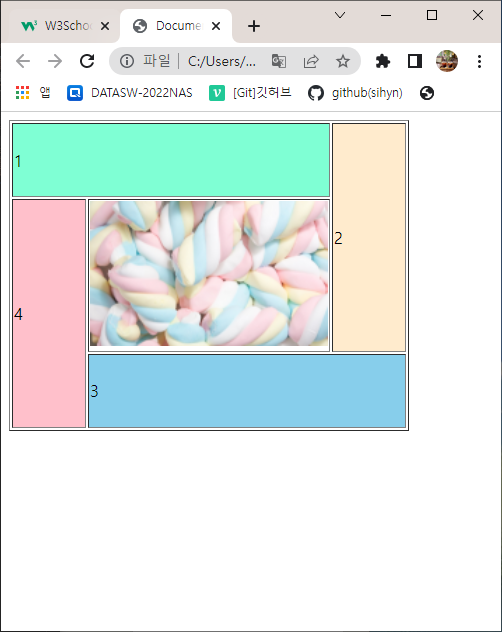 W3Schoo
Docume
파일 C:/Users/...
앱 DATASW-2022NAS [Git]깃허브 github(sihyn)
1
2
4
3